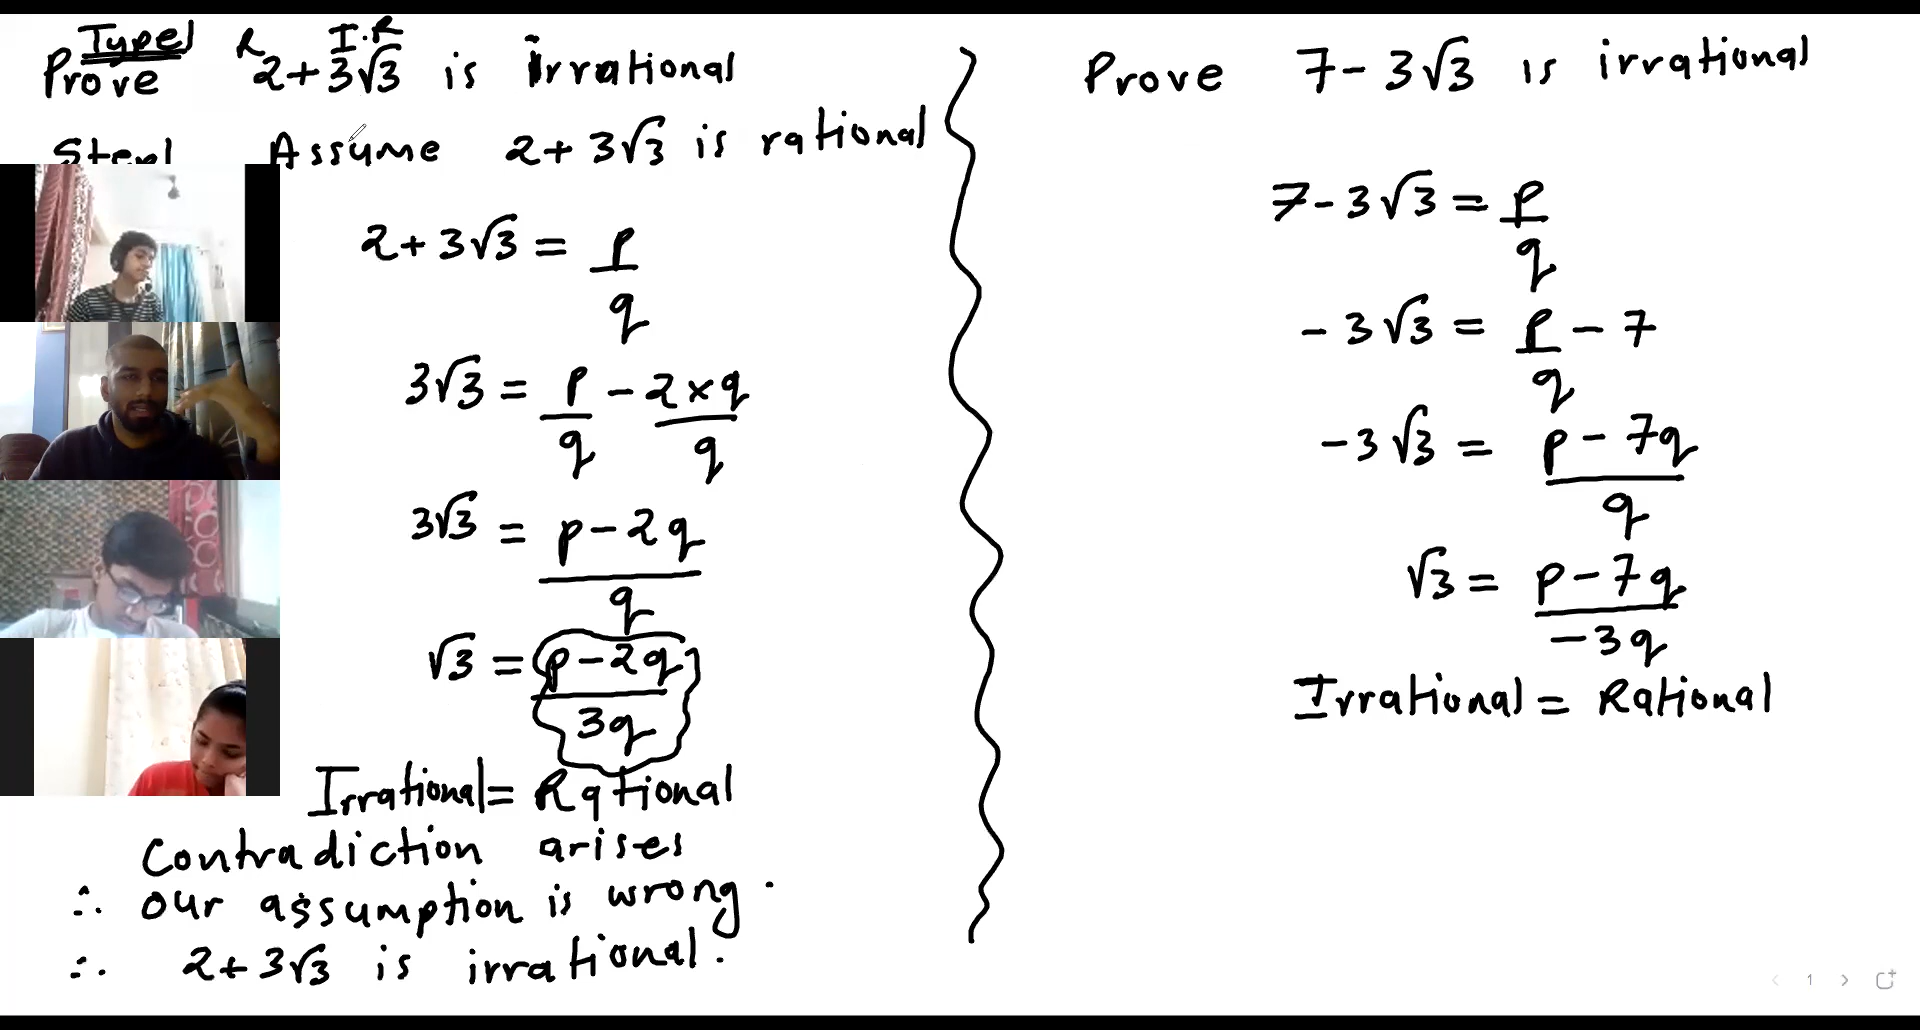 Type1
R I.R
Prove 2+3√3 is irrational
Step1 Assume 2+3√3 is rational
2+3√3 = p/q
3√3 = p/q - 2×q/q
3√3 = p-2q/q
√3 = p-2q/3q
Irrational = Rational
Contradiction arises
∴ our assumption is wrong.
∴ 2+3√3 is irrational.
Prove 7-3√3 is irrational
7-3√3 = p/q
-3√3 = p/q - 7
-3√3 = p-7q/q
√3 = p-7q/-3q
Irrational = Rational
1